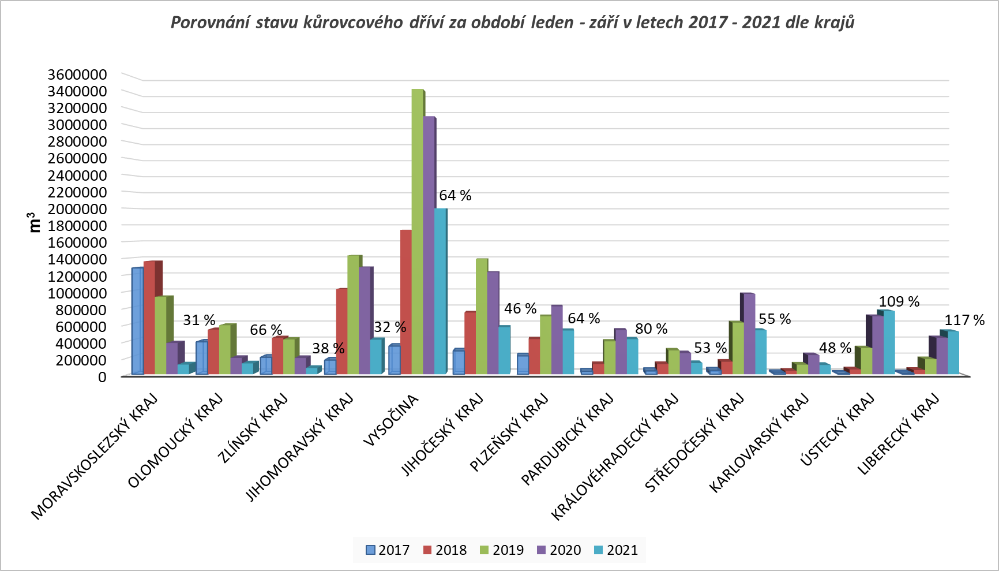 Porovnání stavu kůrovcového dříví za období leden - září v letech 2017 - 2021 dle krajů
m³
3600000
3400000
3200000
3000000
2800000
2600000
2400000
2200000
2000000
1800000
1600000
1400000
1200000
1000000
800000
600000
400000
200000
0
31 %
66 %
38 %
32 %
64 %
46 %
64 %
80 %
53 %
55 %
48 %
109 %
117 %
MORAVSKOSLEZSKÝ KRAJ
OLOMOUCKÝ KRAJ
ZLÍNSKÝ KRAJ
JIHOMORAVSKÝ KRAJ
VYSOČINA
JIHOČESKÝ KRAJ
PLZEŇSKÝ KRAJ
PARDUBICKÝ KRAJ
KRÁLOVÉHRADECKÝ KRAJ
STŘEDOČESKÝ KRAJ
KARLOVARSKÝ KRAJ
ÚSTECKÝ KRAJ
LIBERECKÝ KRAJ
2017 2018 2019 2020 2021